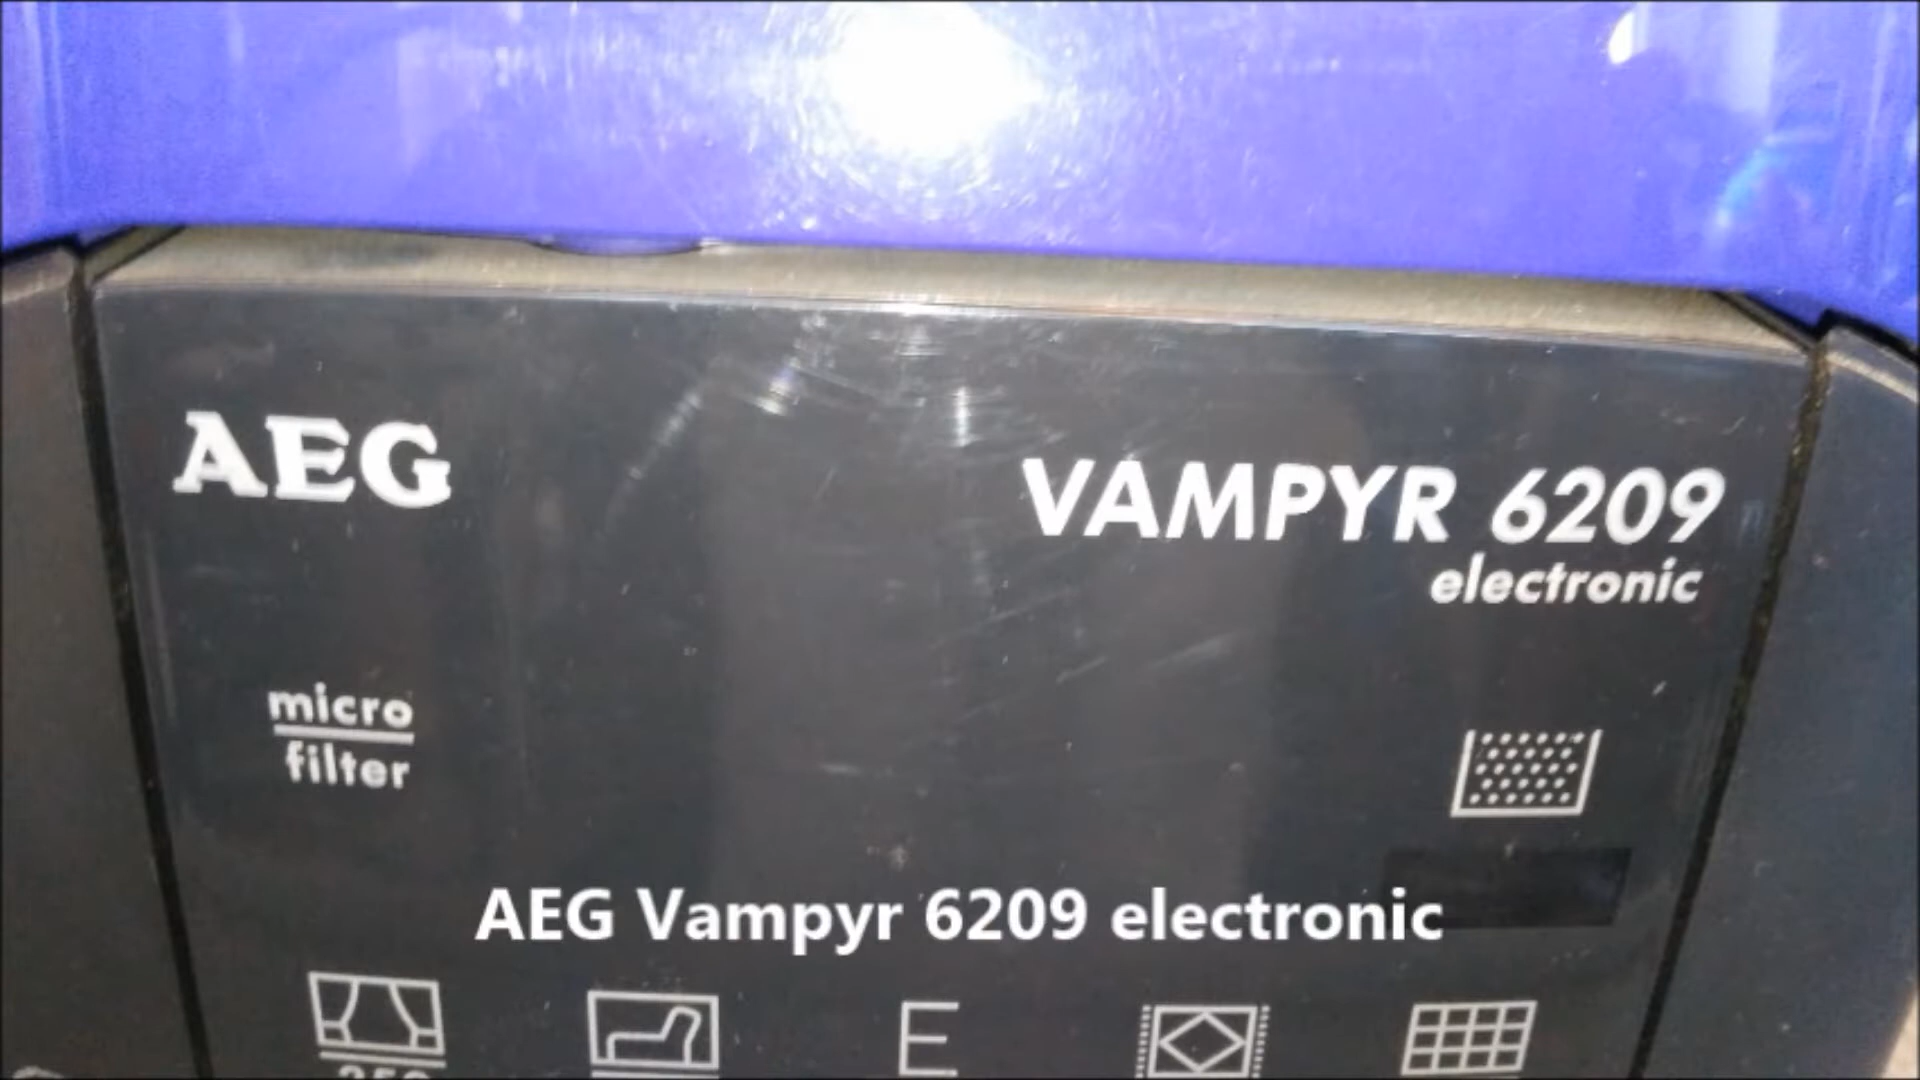 AEG
VAMPYR 6209
electronic
micro
filter
AEG Vampyr 6209 electronic
E